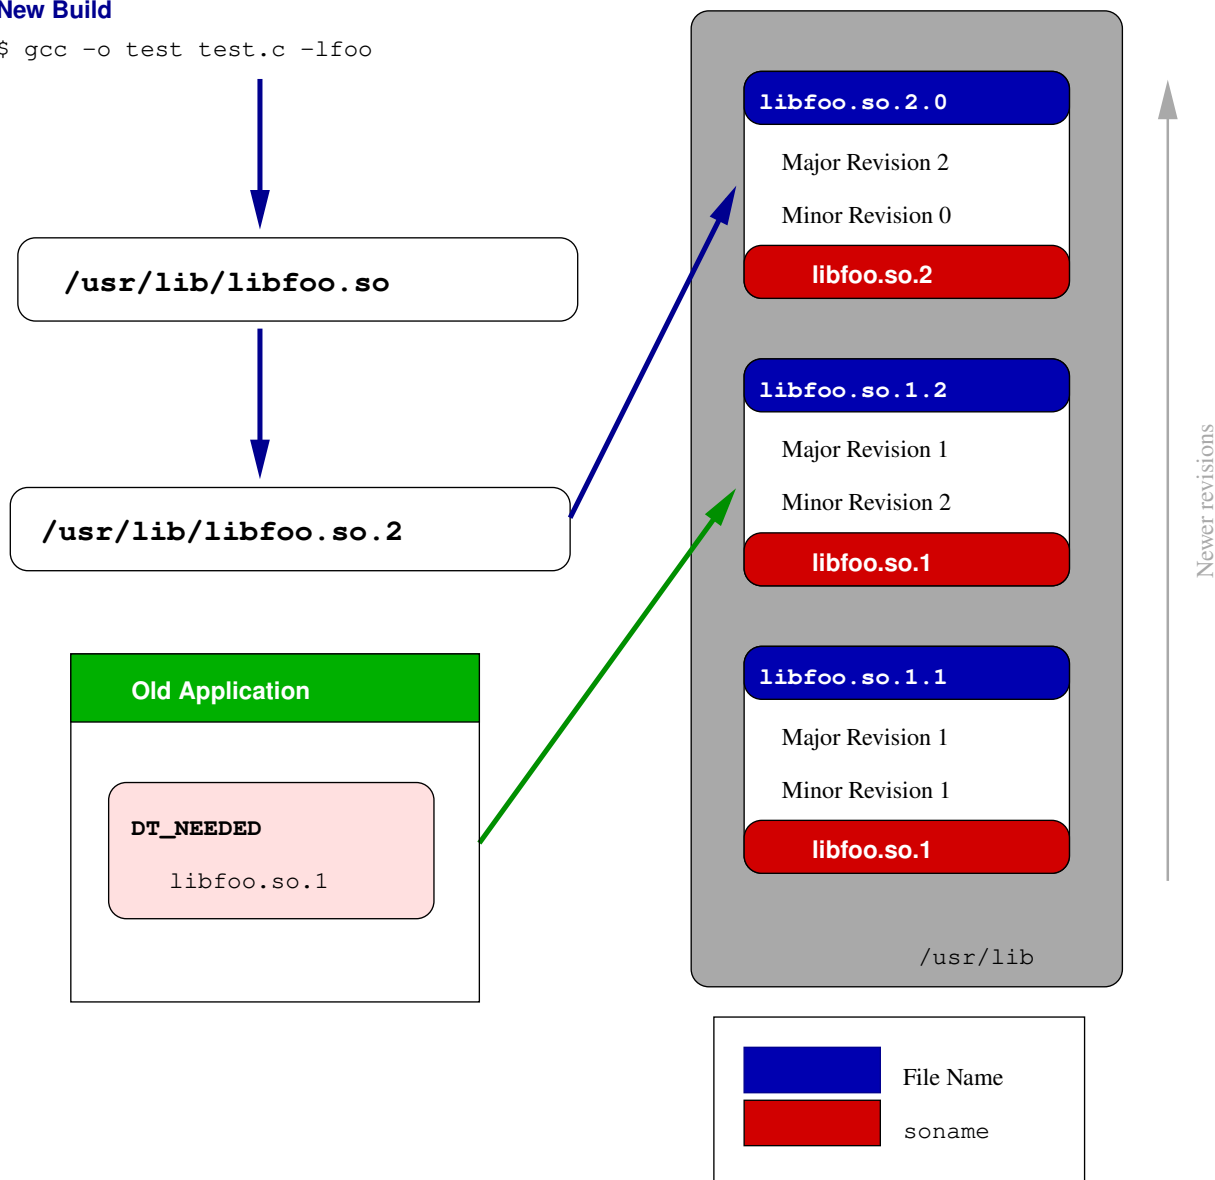 New Build
$ gcc -o test test.c -lfoo
/usr/lib/libfoo.so
/usr/lib/libfoo.so.2
Old Application
DT_NEEDED
libfoo.so.1
libfoo.so.2.0
Major Revision 2
Minor Revision 0
libfoo.so.2
libfoo.so.1.2
Major Revision 1
Minor Revision 2
libfoo.so.1
libfoo.so.1.1
Major Revision 1
Minor Revision 1
libfoo.so.1
/usr/lib
Newer revisions
File Name
soname